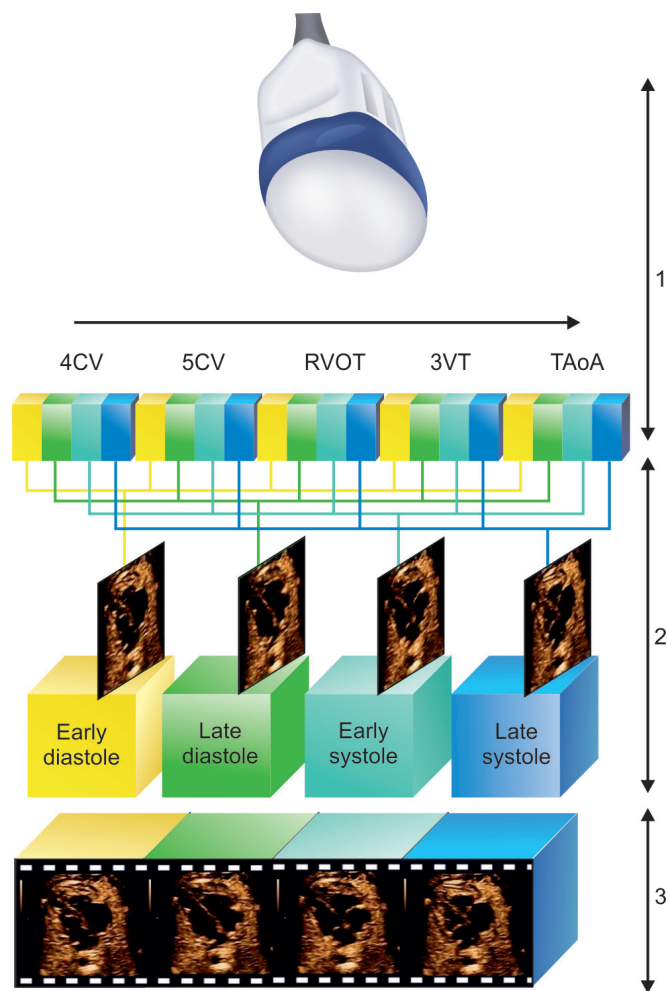 1
4CV 5CV RVOT 3VT TAoA
2
Early
diastole
Late
diastole
Early
systole
Late
systole
3